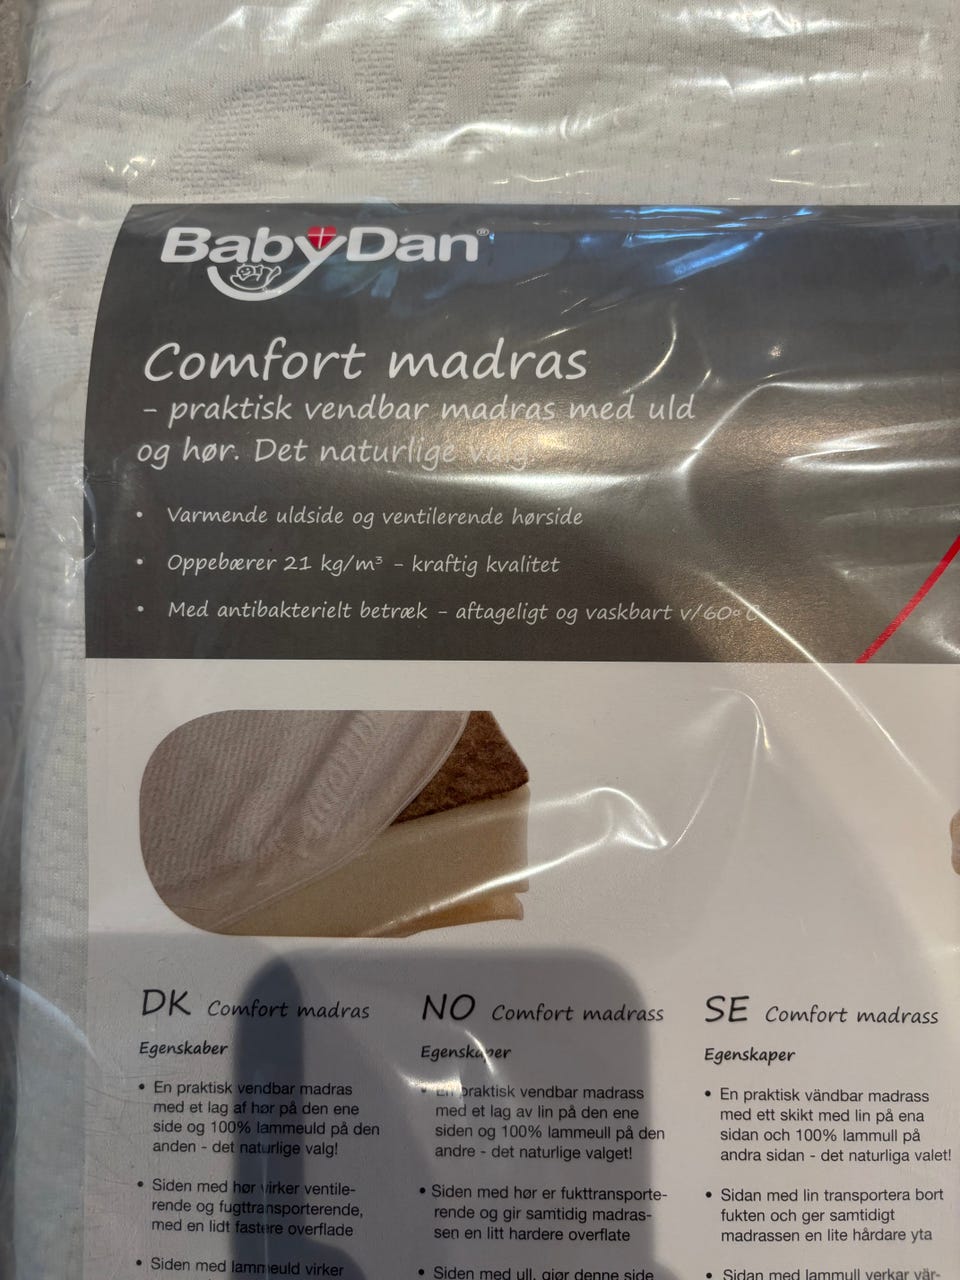 BabyDan®
Comfort madras
- praktisk vendbar madras med uld
og hør. Det naturlige valg.
• Varmende uldside og ventilerende hørside
• Oppebærer 21 kg/m³ - kraftig kvalitet
• Med antibakterielt betræk - aftageligt og vaskbart v/60°C
DK Comfort madras
Egenskaber
• En praktisk vendbar madras
med et lag af hør på den ene
side og 100% lammeuld på den
anden - det naturlige valg!
• Siden med hør virker ventile-
rende og fugttransporterende,
med en lidt fastere overflade
• Siden med lammeuld virker
NO Comfort madrass
Egenskaper
• En praktisk vendbar madrass
med et lag av lin på den ene
siden og 100% lammeull på den
andre - det naturlige valget!
• Siden med hør er fukttransporte-
rende og gir samtidig madras-
sen en litt hardere overflate
• Siden med ull, gjør denne side
SE Comfort madrass
Egenskaper
• En praktisk vändbar madrass
med ett skikt med lin på ena
sidan och 100% lammull på
andra sidan - det naturliga valet!
• Sidan med lin transportera bort
fukten och ger samtidigt
madrassen en lite hårdare yta
• Sidan med lammull verkar vär-